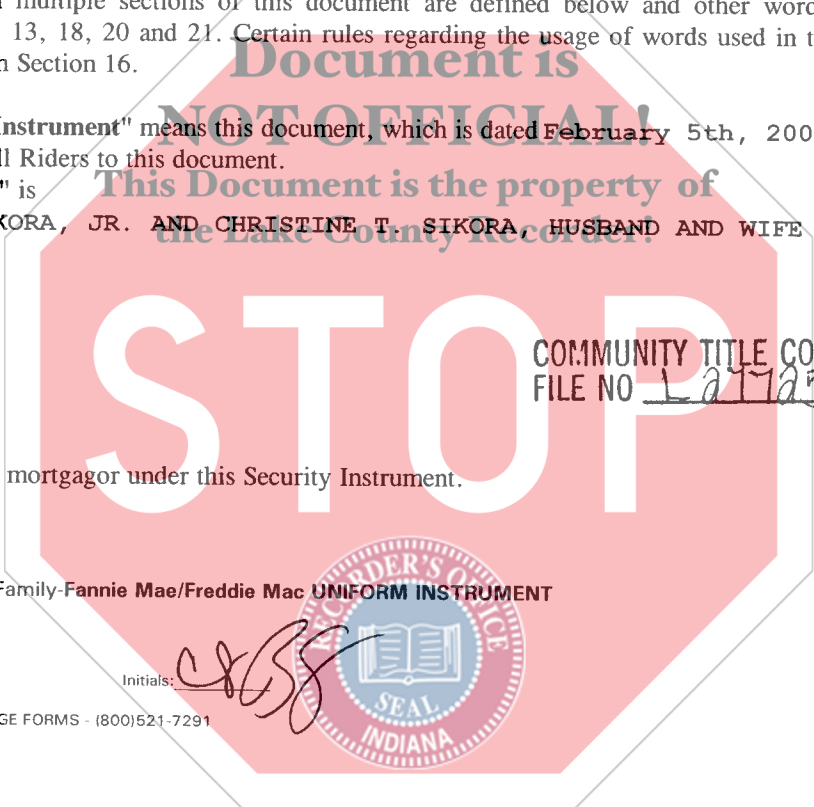 multiple sections of this document are defined below and other word
13, 18, 20 and 21. Certain rules regarding the usage of words used in t
n Section 16.
Document is
NOT OFFICIAL!
Instrument" means this document, which is dated February 5th, 200
ll Riders to this document.
This Document is the property of
" is
the Lake County Recorder!
KORA, JR. AND CHRISTINE T. SIKORA, HUSBAND AND WIFE
STOP
COMMUNITY TITLE CO
FILE NO
mortgagor under this Security Instrument.
Family-Fannie Mae/Freddie Mac UNIFORM INSTRUMENT
RECORDER'S OFFICE
Initials:
SEAL
INDIANA
GE FORMS - (800)521-7291